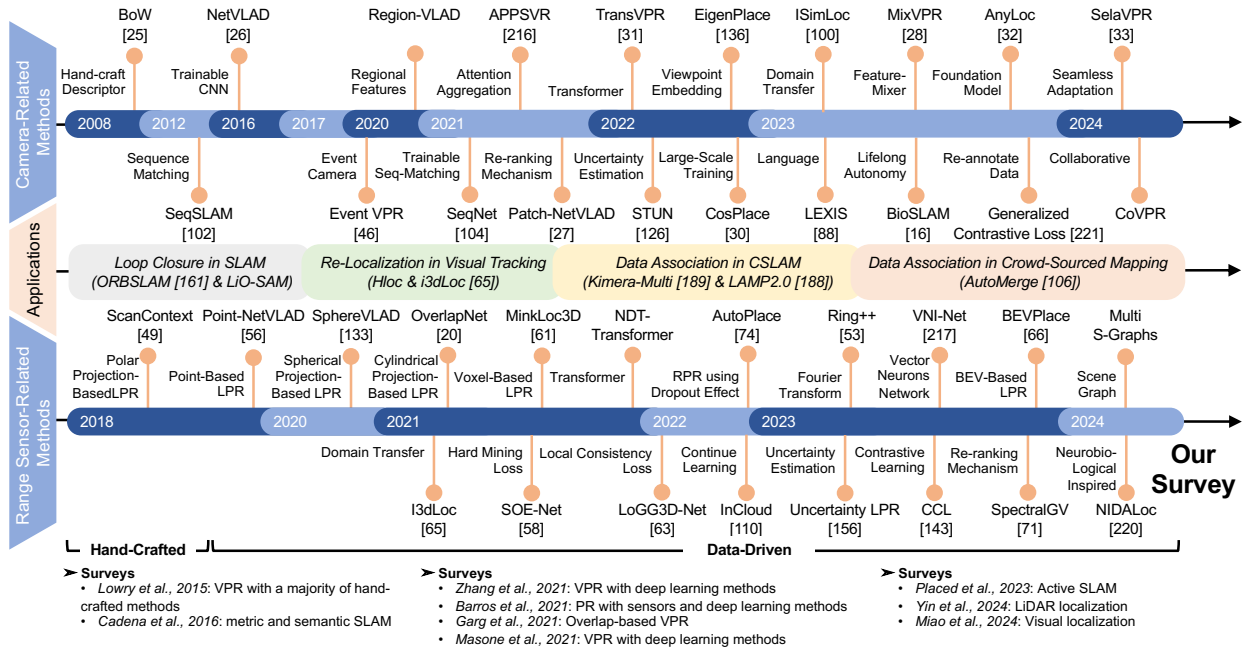 Camera-Related
Methods
BoW
[25]
NetVLAD
[26]
Region-VLAD
APPSVR
[216]
TransVPR
[31]
EigenPlace
[136]
ISimLoc
[100]
MixVPR
[28]
AnyLoc
[32]
SelaVPR
[33]
Hand-craft
Descriptor
Trainable
CNN
Regional
Features
Attention
Aggregation
Transformer
Viewpoint
Embedding
Domain
Transfer
Feature-
Mixer
Foundation
Model
Seamless
Adaptation
2008
2012
2016
2017
2020
2021
2022
2023
2024
Sequence
Matching
Event
Camera
Trainable
Seq-Matching
Re-ranking
Mechanism
Uncertainty
Estimation
Large-Scale
Training
Language
Lifelong
Autonomy
Re-annotate
Data
Collaborative
SeqSLAM
[102]
Event VPR
[46]
SeqNet
[104]
Patch-NetVLAD
[27]
STUN
[126]
CosPlace
[30]
LEXIS
[88]
BioSLAM
[16]
Generalized
Contrastive Loss [221]
CoVPR
Applications
Loop Closure in SLAM
(ORBSLAM [161] & LiO-SAM)
Re-Localization in Visual Tracking
(Hloc & i3dLoc [65])
Data Association in CSLAM
(Kimera-Multi [189] & LAMP2.0 [188])
Data Association in Crowd-Sourced Mapping
(AutoMerge [106])
Range Sensor-Related
Methods
ScanContext
[49]
Point-NetVLAD
[56]
SphereVLAD
[133]
OverlapNet
[20]
MinkLoc3D
[61]
NDT-
Transformer
AutoPlace
[74]
Ring++
[53]
VNI-Net
[217]
BEVPlace
[66]
Multi
S-Graphs
Polar
Projection-
BasedLPR
Point-Based
LPR
Spherical
Projection-
Based LPR
Cylindrical
Projection-
Based LPR
Voxel-Based
LPR
Transformer
RPR using
Dropout Effect
Fourier
Transform
Vector
Neurons
Network
BEV-Based
LPR
Scene
Graph
2018
2020
2021
2022
2023
2024
Domain Transfer
Hard Mining
Loss
Local Consistency
Loss
Continue
Learning
Uncertainty
Estimation
Contrastive
Learning
Re-ranking
Mechanism
Neurobio-
Logical
Inspired
I3dLoc
[65]
SOE-Net
[58]
LoGG3D-Net
[63]
InCloud
[110]
Uncertainty LPR
[156]
CCL
[143]
SpectralGV
[71]
NIDALoc
[220]
Our
Survey
Hand-Crafted
Data-Driven
➤ Surveys
• Lowry et al., 2015: VPR with a majority of hand-
crafted methods
• Cadena et al., 2016: metric and semantic SLAM
➤ Surveys
• Zhang et al., 2021: VPR with deep learning methods
• Barros et al., 2021: PR with sensors and deep learning methods
• Garg et al., 2021: Overlap-based VPR
• Masone et al., 2021: VPR with deep learning methods
➤ Surveys
• Placed et al., 2023: Active SLAM
• Yin et al., 2024: LiDAR localization
• Miao et al., 2024: Visual localization